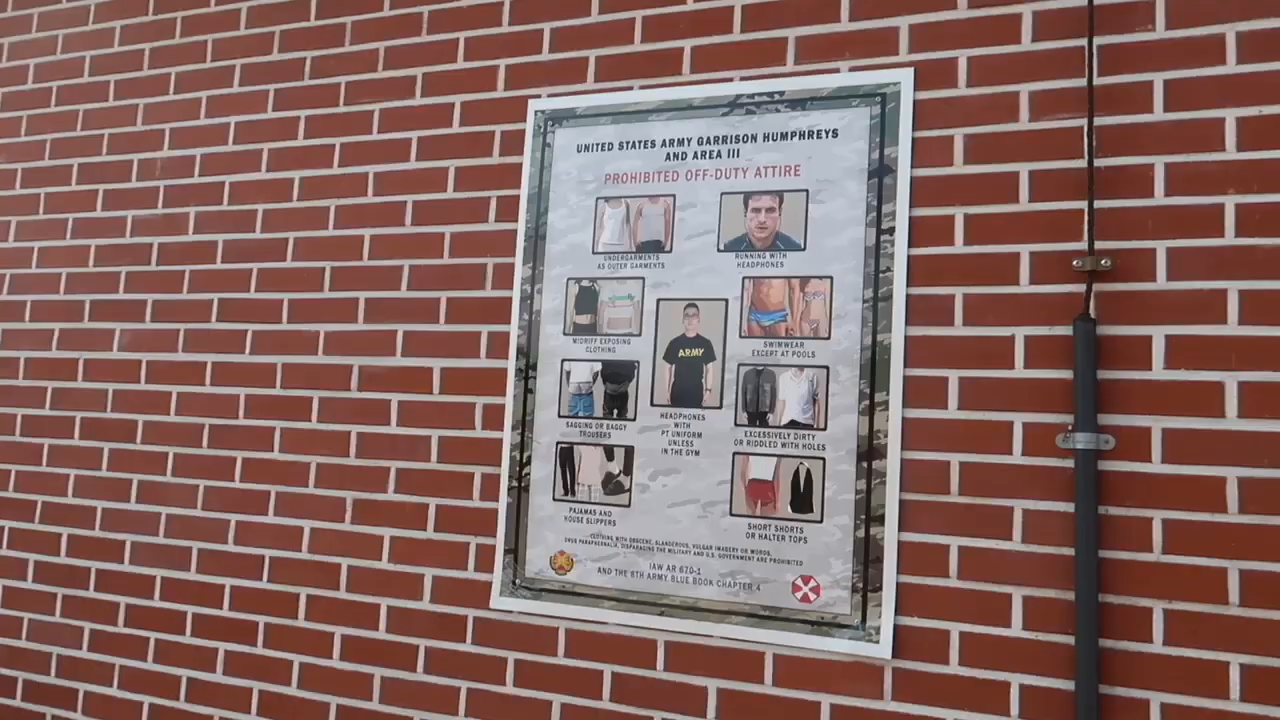 UNITED STATES ARMY GARRISON HUMPHREYS
AND AREA III
PROHIBITED OFF-DUTY ATTIRE
UNDERGARMENTS
AS OUTER GARMENTS
RUNNING WITH
HEADPHONES
MIDRIFF EXPOSING
CLOTHING
ARMY
SWIMWEAR
EXCEPT AT POOLS
SAGGING OR BAGGY
TROUSERS
HEADPHONES
WITH
PT UNIFORM
UNLESS
IN THE GYM
EXCESSIVELY DIRTY
OR RIDDLED WITH HOLES
PAJAMAS AND
HOUSE SLIPPERS
SHORT SHORTS
OR HALTER TOPS
CLOTHING WITH OBSCENE, SLANDEROUS, VULGAR IMAGERY OR WORDS,
DRUG PARAPHERNALIA, DISPARAGING THE MILITARY AND U.S. GOVERNMENT ARE PROHIBITED
IAW AR 670-1
AND THE 8TH ARMY BLUE BOOK CHAPTER 4